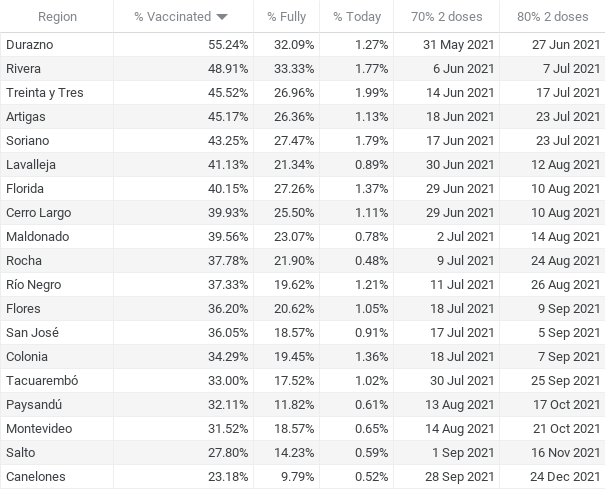 Region % Vaccinated % Fully % Today 70% 2 doses 80% 2 doses
Durazno 55.24% 32.09% 1.27% 31 May 2021 27 Jun 2021
Rivera 48.91% 33.33% 1.77% 6 Jun 2021 7 Jul 2021
Treinta y Tres 45.52% 26.96% 1.99% 14 Jun 2021 17 Jul 2021
Artigas 45.17% 26.36% 1.13% 18 Jun 2021 23 Jul 2021
Soriano 43.25% 27.47% 1.79% 17 Jun 2021 23 Jul 2021
Lavalleja 41.13% 21.34% 0.89% 30 Jun 2021 12 Aug 2021
Florida 40.15% 27.26% 1.37% 29 Jun 2021 10 Aug 2021
Cerro Largo 39.93% 25.50% 1.11% 29 Jun 2021 10 Aug 2021
Maldonado 39.56% 23.07% 0.78% 2 Jul 2021 14 Aug 2021
Rocha 37.78% 21.90% 0.48% 9 Jul 2021 24 Aug 2021
Río Negro 37.33% 19.62% 1.21% 11 Jul 2021 26 Aug 2021
Flores 36.20% 20.62% 1.05% 18 Jul 2021 9 Sep 2021
San José 36.05% 18.57% 0.91% 17 Jul 2021 5 Sep 2021
Colonia 34.29% 19.45% 1.36% 18 Jul 2021 7 Sep 2021
Tacuarembó 33.00% 17.52% 1.02% 30 Jul 2021 25 Sep 2021
Paysandú 32.11% 11.82% 0.61% 13 Aug 2021 17 Oct 2021
Montevideo 31.52% 18.57% 0.65% 14 Aug 2021 21 Oct 2021
Salto 27.80% 14.23% 0.59% 1 Sep 2021 16 Nov 2021
Canelones 23.18% 9.79% 0.52% 28 Sep 2021 24 Dec 2021